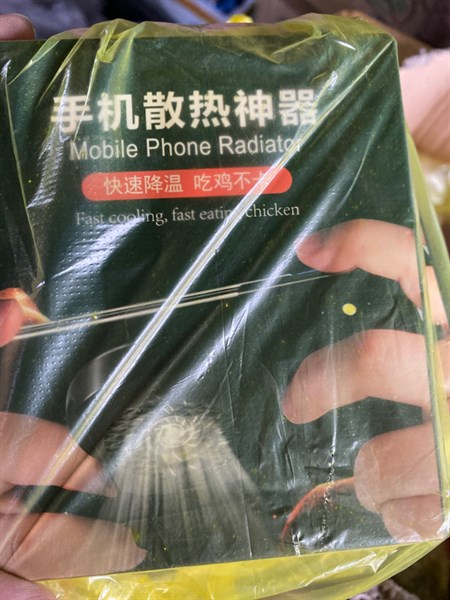 手机散热神器
Mobile Phone Radiator
快速降温 吃鸡不卡
Fast cooling, fast eating chicken